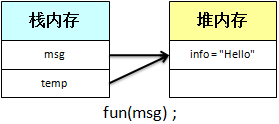 栈内存
堆内存
msg
info = "Hello"
temp
fun(msg) ;